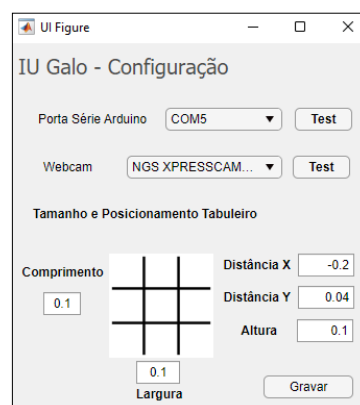 UI Figure
IU Galo - Configuração
Porta Série Arduino COM5 Test
Webcam NGS XPRESSCAM... Test
Tamanho e Posicionamento Tabuleiro
Distância X -0.2
Comprimento
Distância Y 0.04
0.1
Altura 0.1
0.1
Largura
Gravar